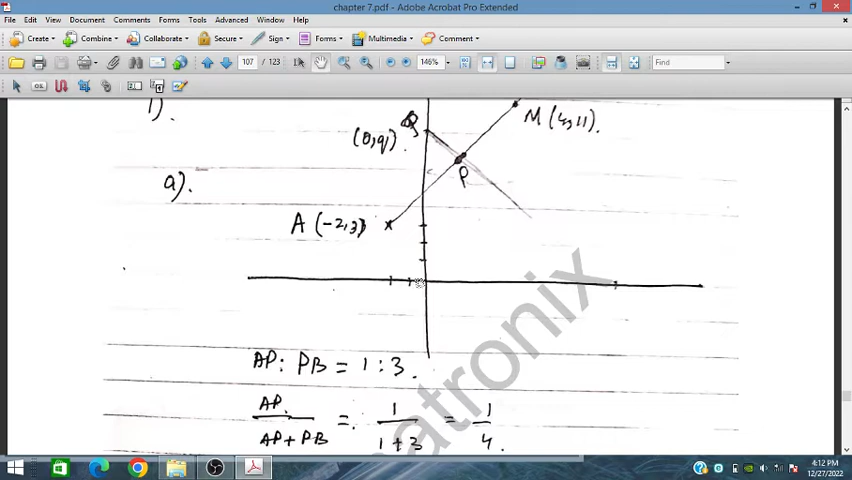 chapter 7.pdf - Adobe Acrobat Pro Extended
File Edit View Document Comments Forms Tools Advanced Window Help
Create Combine Collaborate Secure Sign Forms Multimedia Comment
107 / 123 146% Find
1).
(0,9).
M (4,11).
P
a).
A (-2,3)
AP: PB = 1:3.
AP. / AP+PB = 1 / 1+3 = 1 / 4.
atronix
4:12 PM
12/27/2022